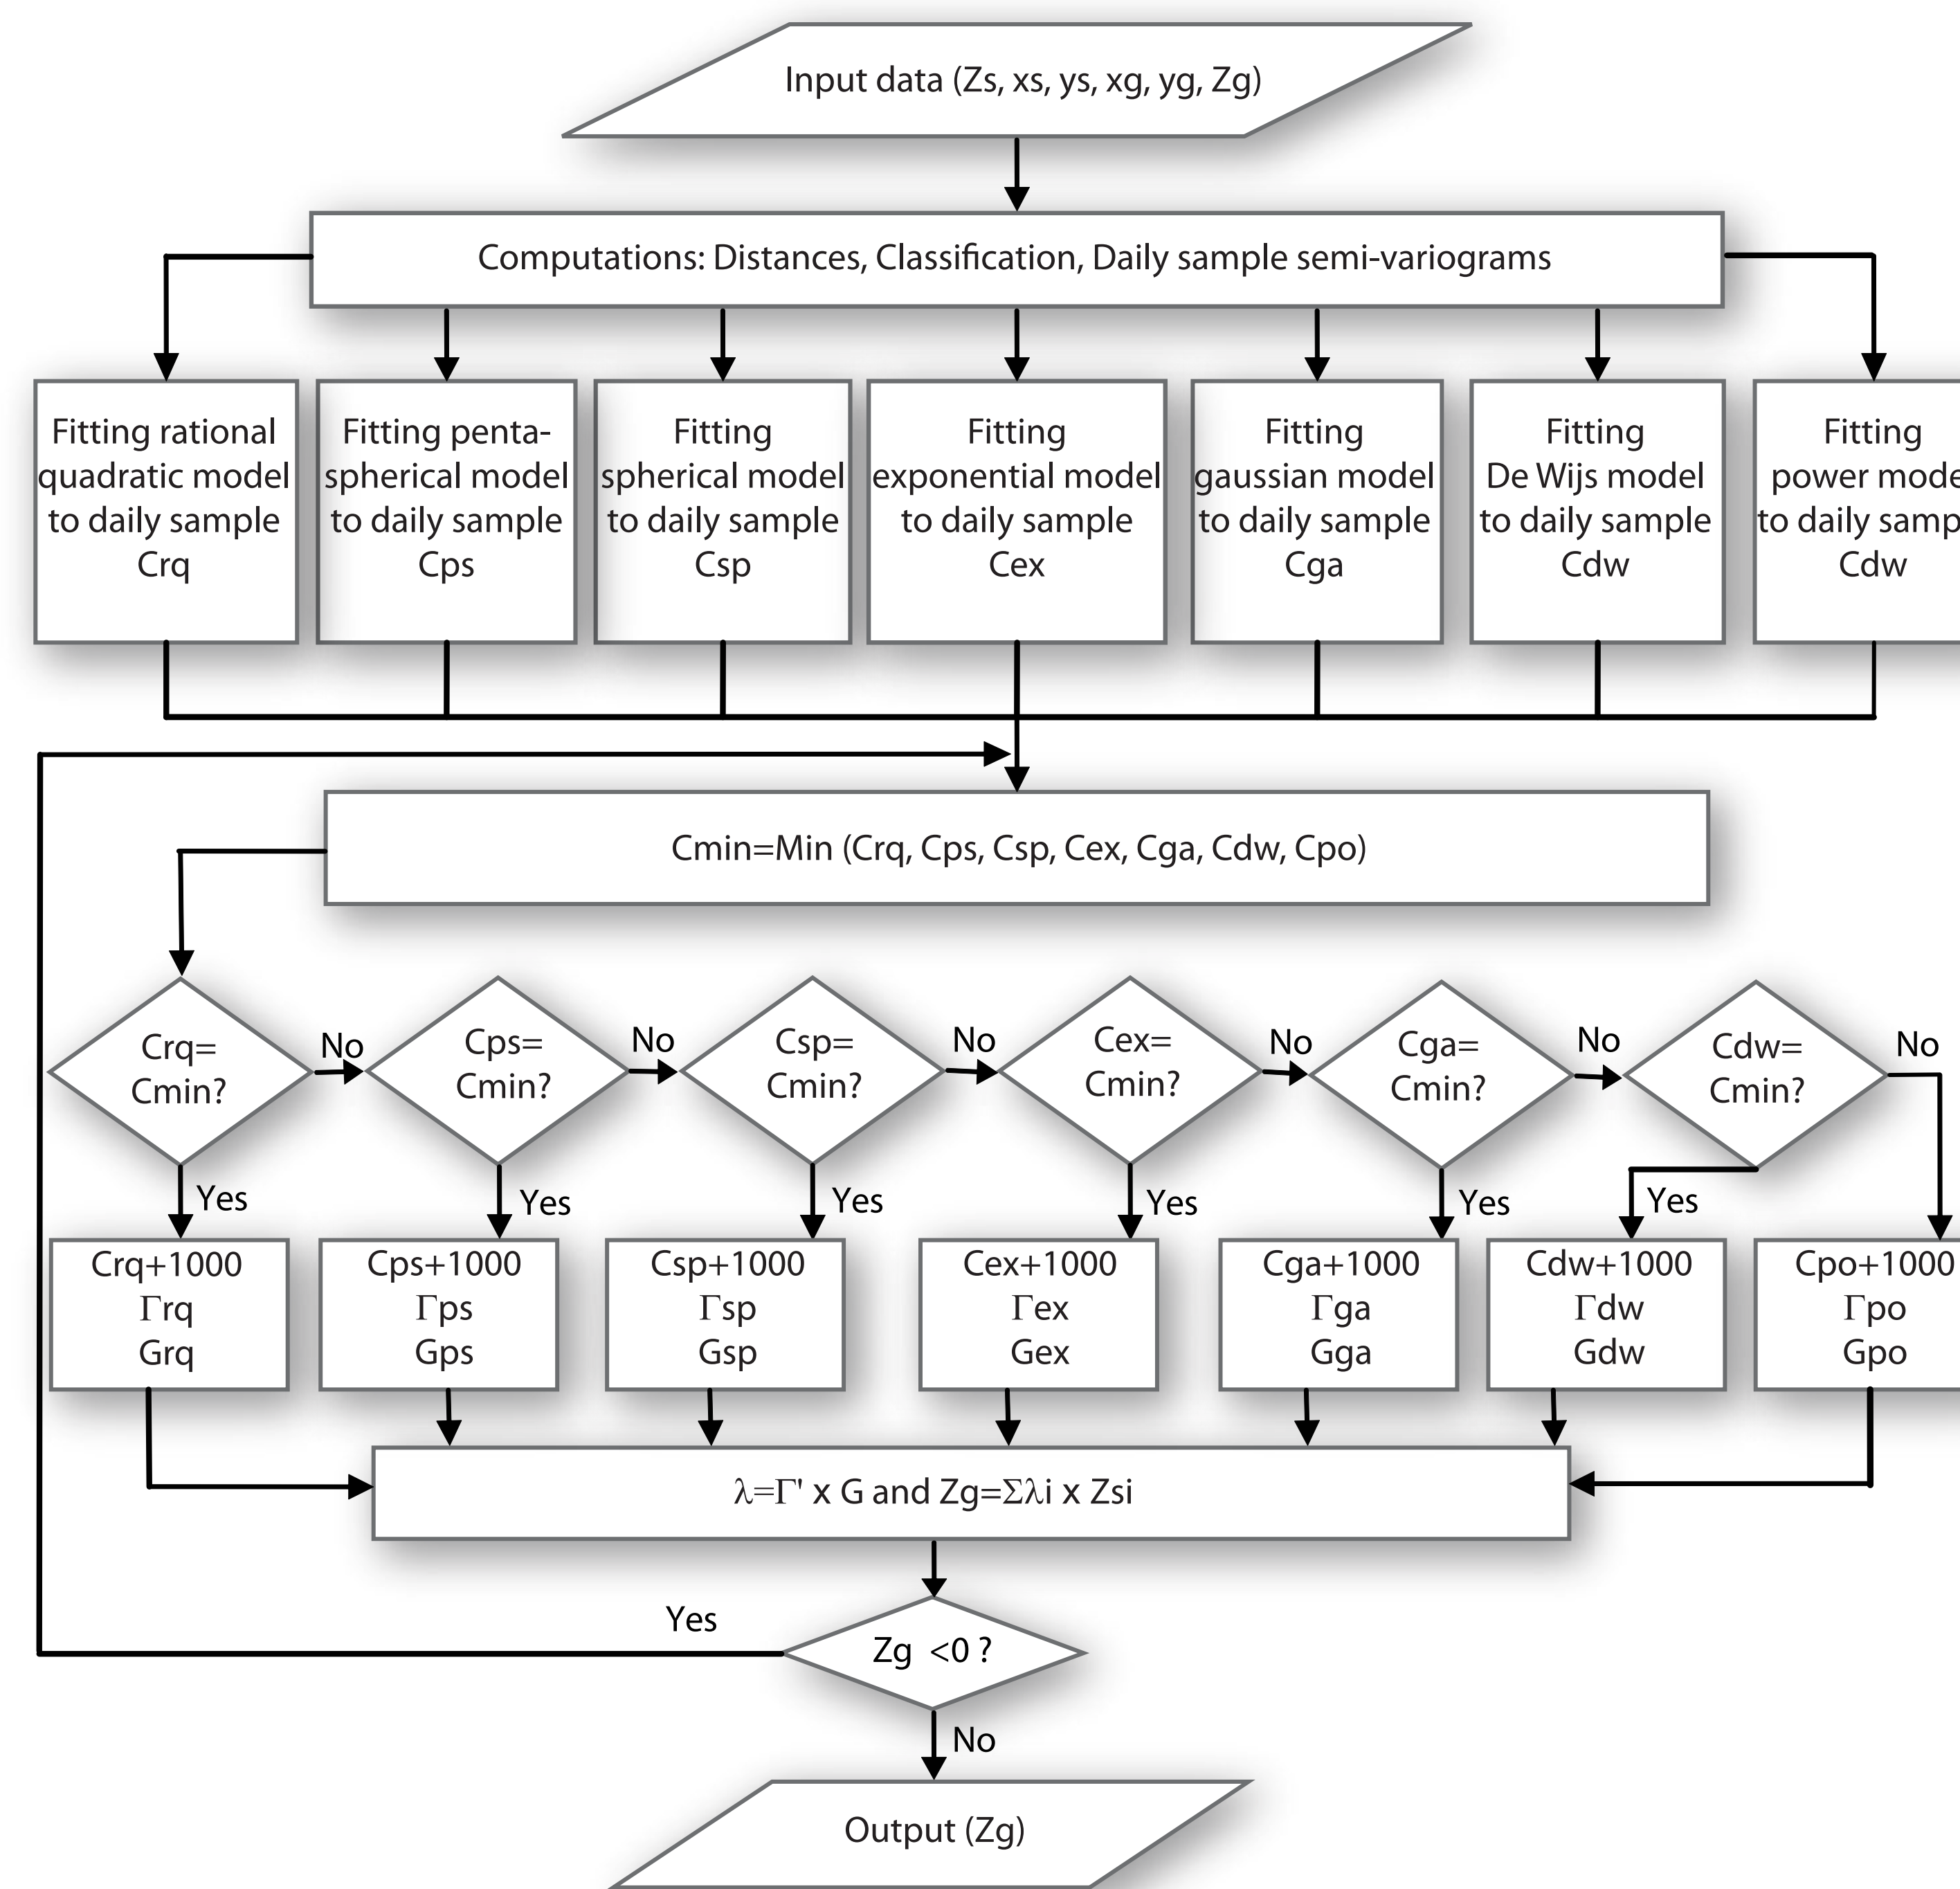 Input data (Zs, xs, ys, xg, yg, Zg)
Computations: Distances, Classification, Daily sample semi-variograms
Fitting rational
quadratic model
to daily sample
Crq
Fitting penta-
spherical model
to daily sample
Cps
Fitting
spherical model
to daily sample
Csp
Fitting
exponential model
to daily sample
Cex
Fitting
gaussian model
to daily sample
Cga
Fitting
De Wijs model
to daily sample
Cdw
Fitting
power mode
to daily samp
Cdw
Cmin=Min (Crq, Cps, Csp, Cex, Cga, Cdw, Cpo)
Crq=
Cmin?
No
Cps=
Cmin?
No
Csp=
Cmin?
No
Cex=
Cmin?
No
Cga=
Cmin?
No
Cdw=
Cmin?
No
Yes
Yes
Yes
Yes
Yes
Yes
Crq+1000
Γrq
Grq
Cps+1000
Γps
Gps
Csp+1000
Γsp
Gsp
Cex+1000
Γex
Gex
Cga+1000
Γga
Gga
Cdw+1000
Γdw
Gdw
Cpo+1000
Γpo
Gpo
λ=Γ' x G and Zg=Σλi x Zsi
Yes
Zg <0 ?
No
Output (Zg)